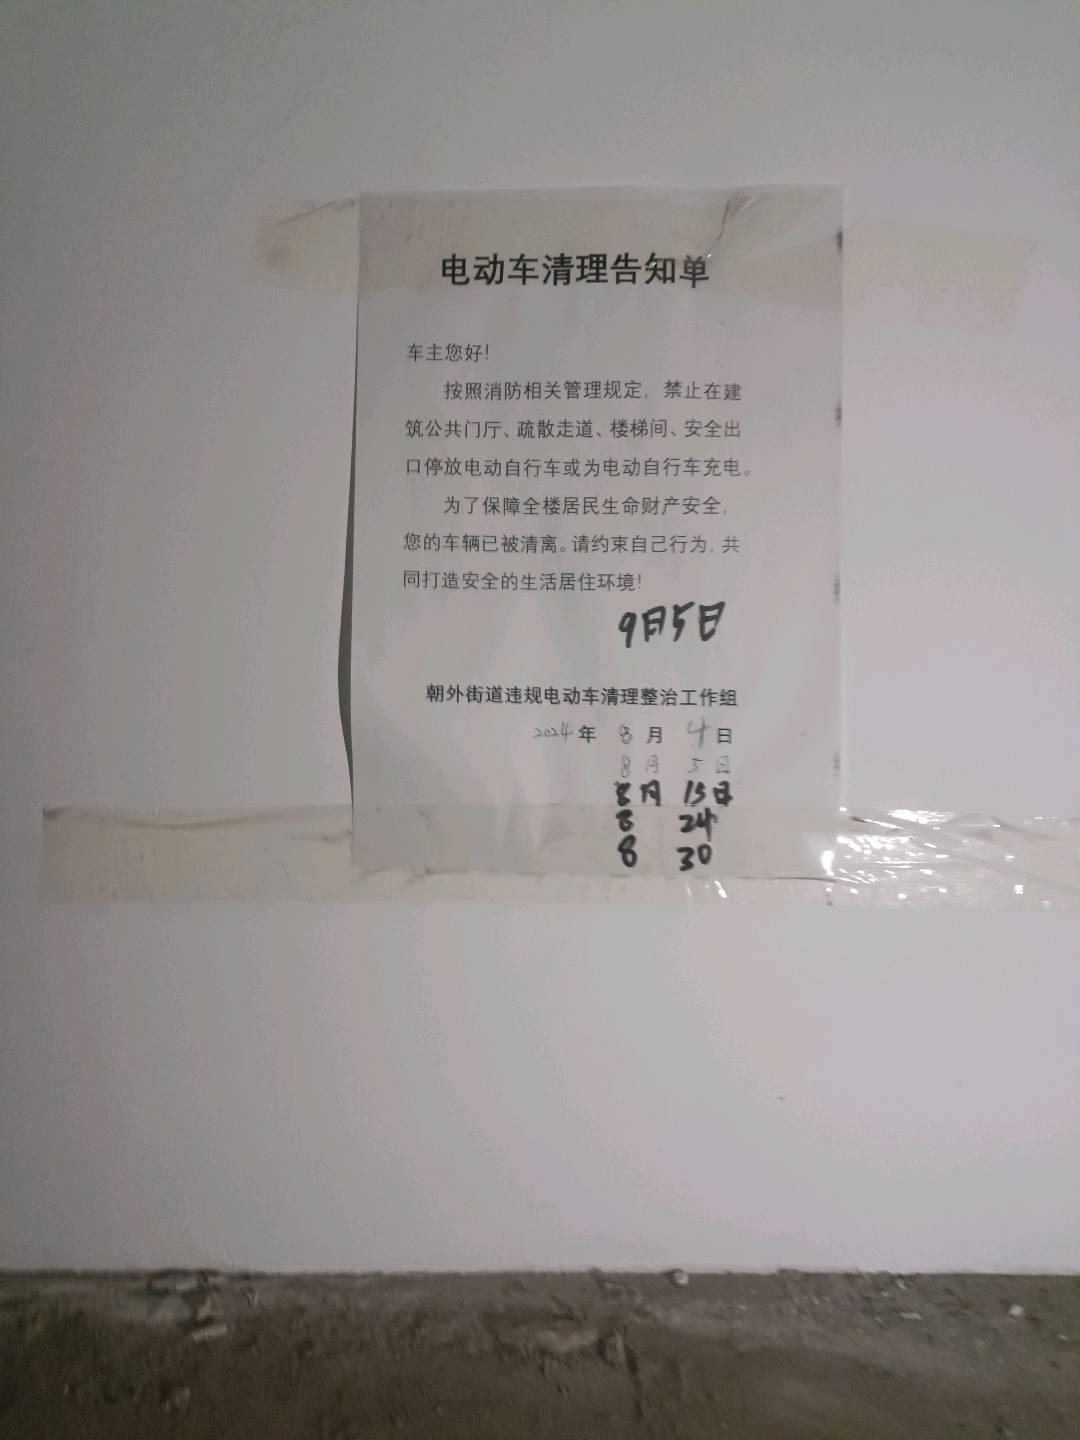 电动车清理告知单
车主您好!
按照消防相关管理规定，禁止在建
筑公共门厅、疏散走道、楼梯间、安全出
口停放电动自行车或为电动自行车充电。
为了保障全楼居民生命财产安全，
您的车辆已被清离。请约束自己行为，共
同打造安全的生活居住环境!
9日5日
朝外街道违规电动车清理整治工作组
2024年 8月 4日
8月 5日
8月 15日
8 24
8 30